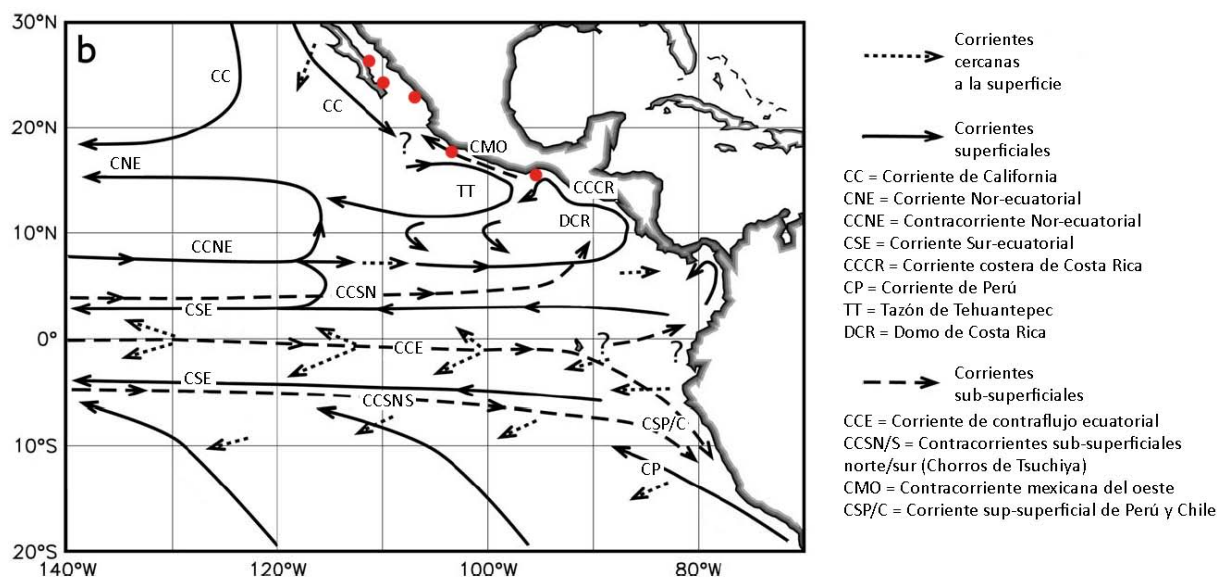 b
30°N
20°N
10°N
0°
10°S
20°S
140°W
120°W
100°W
80°W
CC
CC
CNE
?
CMO
TT
CCCR
DCR
CCNE
CCSN
CSE
CCE
?
?
CSE
CCSNS
CSP/C
CP
Corrientes
cercanas
a la superficie
Corrientes
superficiales
CC = Corriente de California
CNE = Corriente Nor-ecuatorial
CCNE = Contracorriente Nor-ecuatorial
CSE = Corriente Sur-ecuatorial
CCCR = Corriente costera de Costa Rica
CP = Corriente de Perú
TT = Tazón de Tehuantepec
DCR = Domo de Costa Rica
Corrientes
sub-superficiales
CCE = Corriente de contraflujo ecuatorial
CCSN/S = Contracorrientes sub-superficiales
norte/sur (Chorros de Tsuchiya)
CMO = Contracorriente mexicana del oeste
CSP/C = Corriente sup-superficial de Perú y Chile